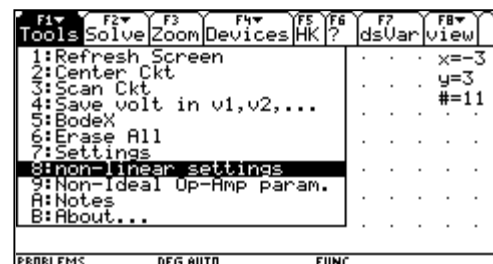 F1▼ F2▼ F3 F4▼ F5 F6 F7 F8▼
Tools Solve Zoom Devices HK ? dsVar view
1:Refresh Screen
2:Center Ckt
3:Scan Ckt
4:Save volt in v1,v2,...
5:BodeX
6:Erase All
7:Settings
8:non-linear settings
9:Non-Ideal Op-Amp param.
A:Notes
B:About...
x=-3
y=3
#=11
PROBLEMS DEG AUTO FUNC